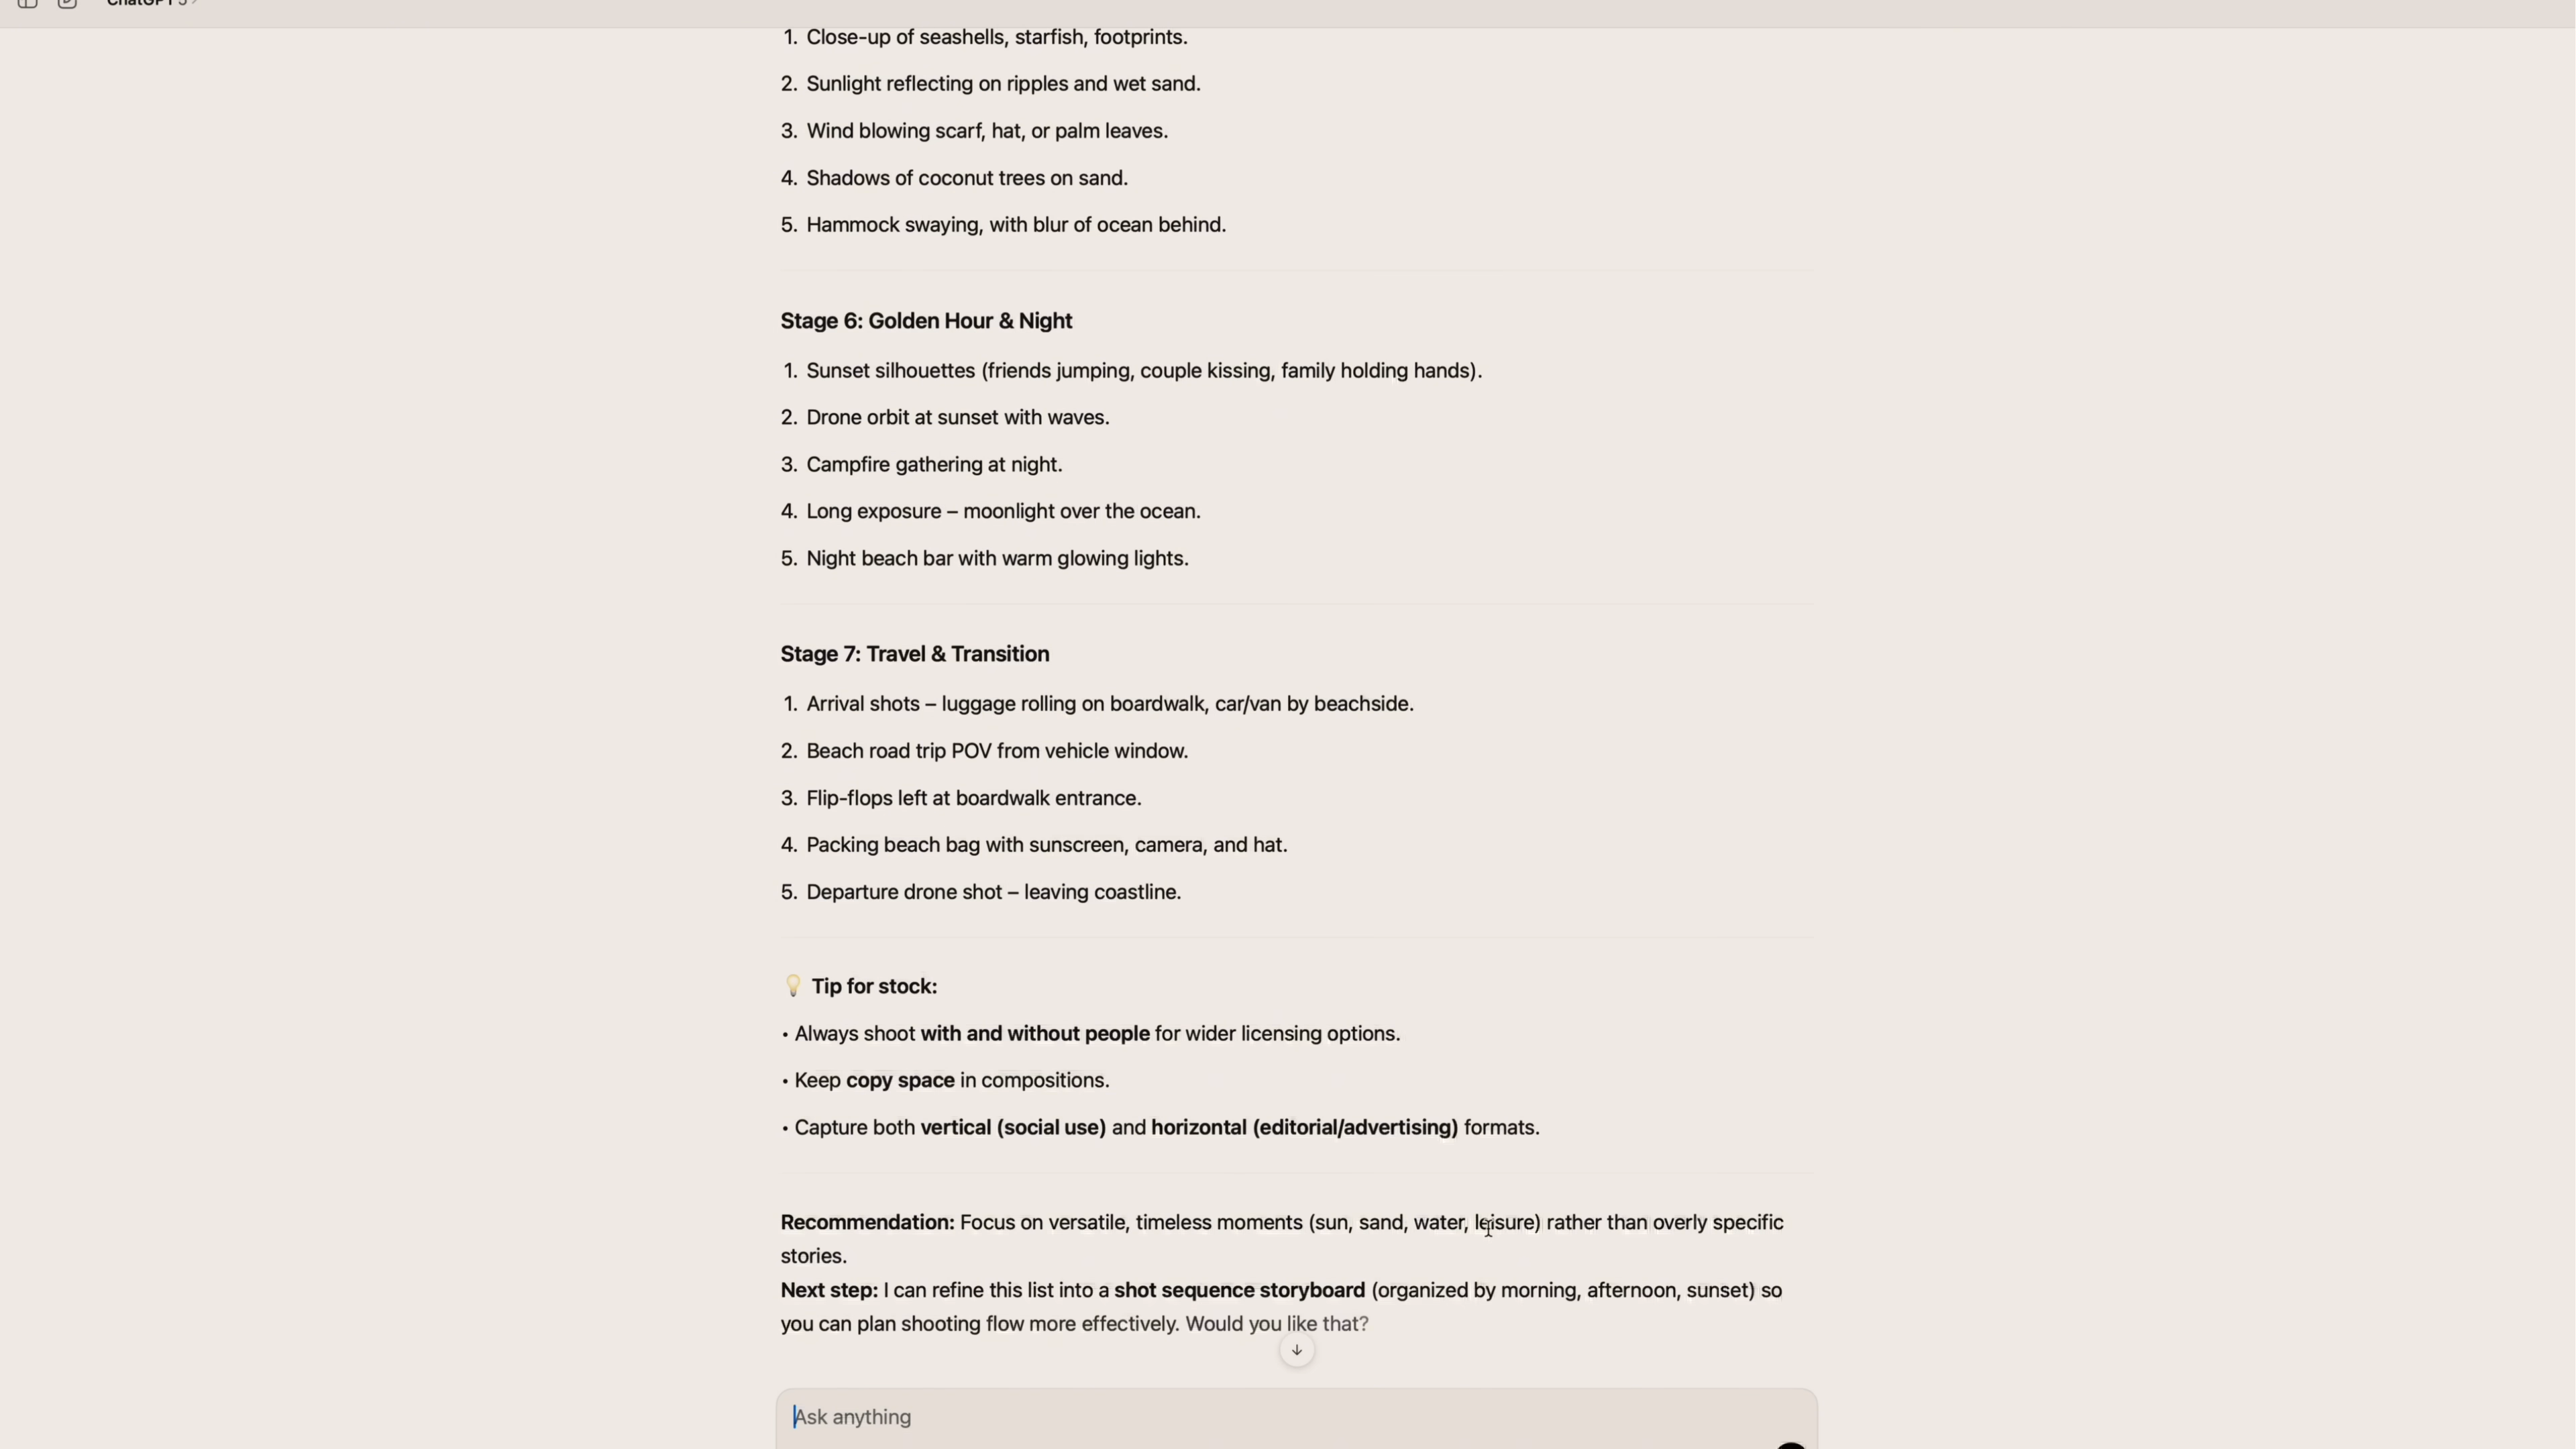 ChatGPT 5 >
1. Close-up of seashells, starfish, footprints.
2. Sunlight reflecting on ripples and wet sand.
3. Wind blowing scarf, hat, or palm leaves.
4. Shadows of coconut trees on sand.
5. Hammock swaying, with blur of ocean behind.
Stage 6: Golden Hour & Night
1. Sunset silhouettes (friends jumping, couple kissing, family holding hands).
2. Drone orbit at sunset with waves.
3. Campfire gathering at night.
4. Long exposure – moonlight over the ocean.
5. Night beach bar with warm glowing lights.
Stage 7: Travel & Transition
1. Arrival shots – luggage rolling on boardwalk, car/van by beachside.
2. Beach road trip POV from vehicle window.
3. Flip-flops left at boardwalk entrance.
4. Packing beach bag with sunscreen, camera, and hat.
5. Departure drone shot – leaving coastline.
💡 Tip for stock:
• Always shoot with and without people for wider licensing options.
• Keep copy space in compositions.
• Capture both vertical (social use) and horizontal (editorial/advertising) formats.
Recommendation: Focus on versatile, timeless moments (sun, sand, water, leisure) rather than overly specific
stories.
Next step: I can refine this list into a shot sequence storyboard (organized by morning, afternoon, sunset) so
you can plan shooting flow more effectively. Would you like that?
Ask anything